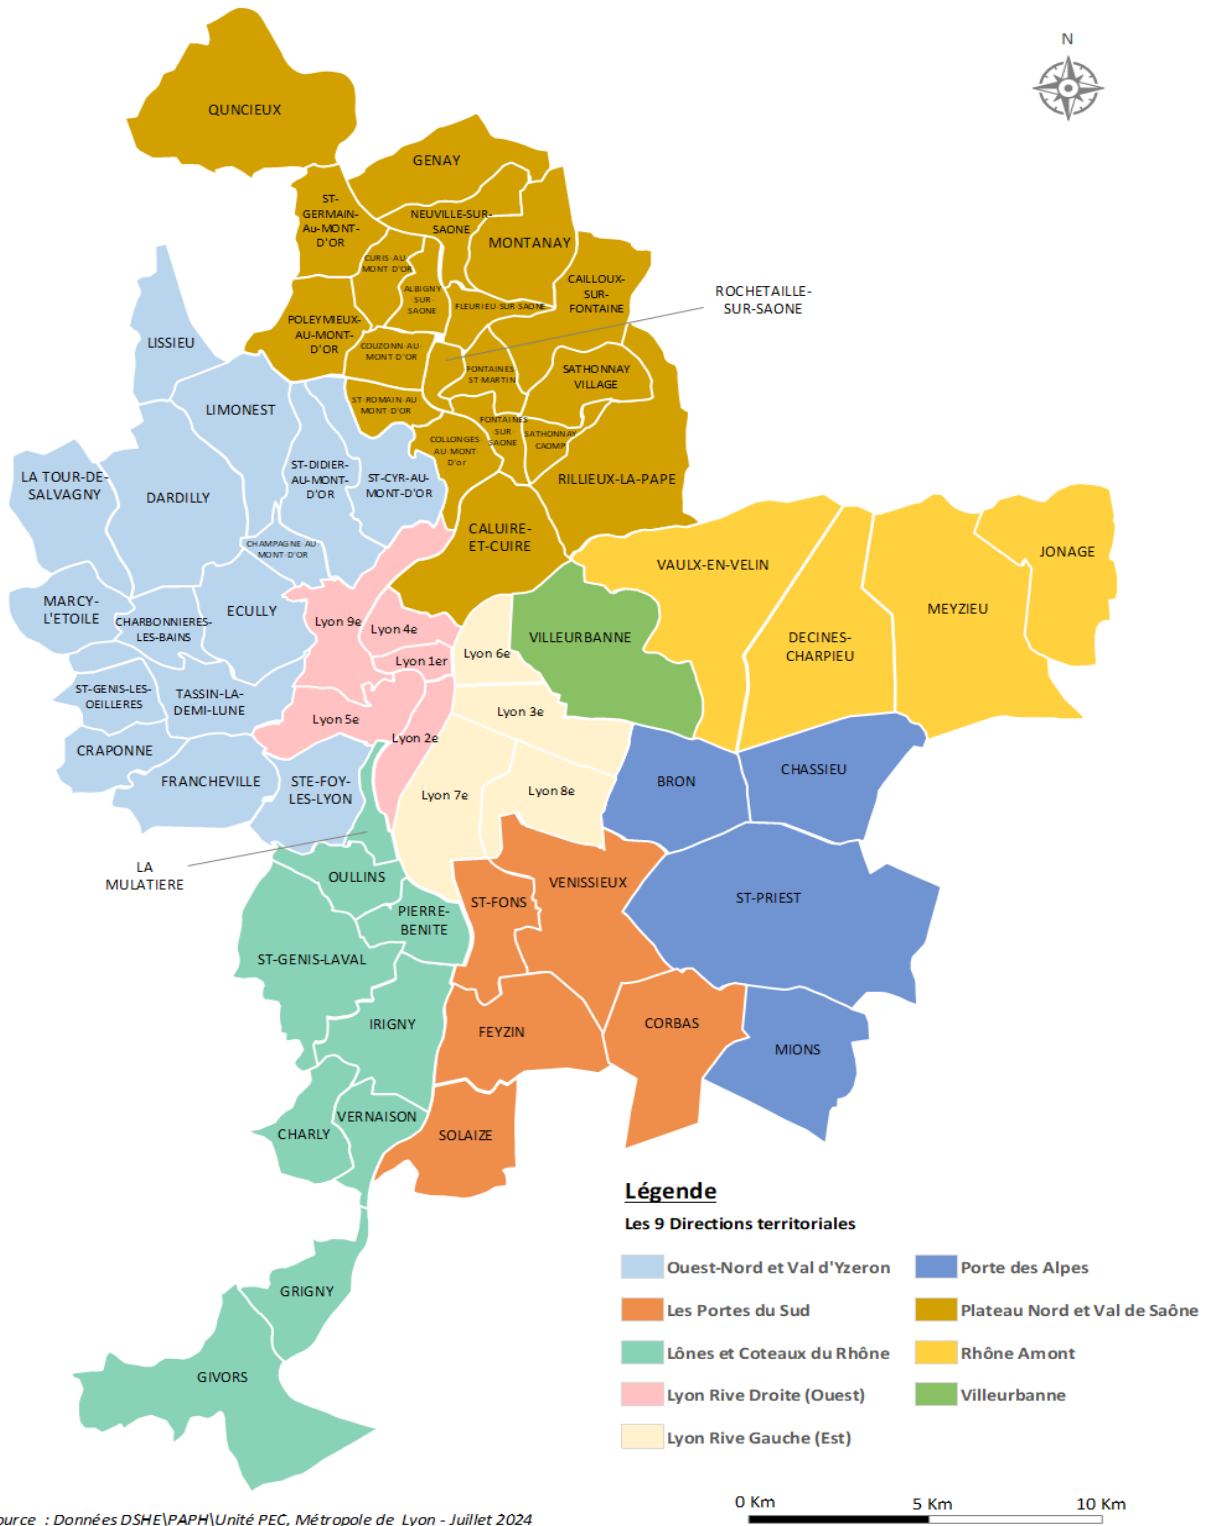 N
QUNCIEUX
GENAY
ST-
GERMAIN-
Au-MONT-
D'OR
NEUVILLE-SUR-
SAONE
MONTANAY
CURIS-AU-
MONT-D'OR
ALBIGNY
SUR
SAONE
CAILLOUX-
SUR-
FONTAINE
FLEURIEU-SUR-SAONE
ROCHETAILLE-
SUR-SAONE
POLEYMIEUX-
AU-MONT-
D'OR
LISSIEU
COUZONN-AU-
MONT D'OR
FONTAINES
ST-MARTIN
SATHONNAY
VILLAGE
LIMONEST
ST-ROMAIN-AU
MONT-D'OR
FONTAINES
SUR
SAONE
SATHONNAY
CAOMP
COLLONGES
AU-MONT-
D'or
LA TOUR-DE-
SALVAGNY
DARDILLY
ST-DIDIER-
AU-MONT-
D'OR
ST-CYR-AU-
MONT-D'OR
RILLIEUX-LA-PAPE
CHAMPAGNE-AU-
MONT-D'OR
CALUIRE-
ET-CUIRE
VAULX-EN-VELIN
JONAGE
MARCY-
L'ETOILE
CHARBONNIERES-
LES-BAINS
ECULLY
Lyon 9e
Lyon 4e
VILLEURBANNE
DECINES-
CHARPIEU
MEYZIEU
Lyon 1er
Lyon 6e
ST-GENIS-LES-
OEILLERES
TASSIN-LA-
DEMI-LUNE
Lyon 5e
Lyon 2e
Lyon 3e
CRAPONNE
FRANCHEVILLE
STE-FOY-
LES-LYON
Lyon 7e
Lyon 8e
BRON
CHASSIEU
LA
MULATIERE
OULLINS
PIERRE-
BENITE
ST-FONS
VENISSIEUX
ST-PRIEST
ST-GENIS-LAVAL
IRIGNY
FEYZIN
CORBAS
MIONS
CHARLY
VERNAISON
SOLAIZE
GRIGNY
GIVORS
Légende
Les 9 Directions territoriales
Ouest-Nord et Val d'Yzeron
Porte des Alpes
Les Portes du Sud
Plateau Nord et Val de Saône
Lônes et Coteaux du Rhône
Rhône Amont
Lyon Rive Droite (Ouest)
Villeurbanne
Lyon Rive Gauche (Est)
0 Km
5 Km
10 Km
ource : Données DSHE\PAPH\Unité PEC, Métropole de Lyon - Juillet 2024